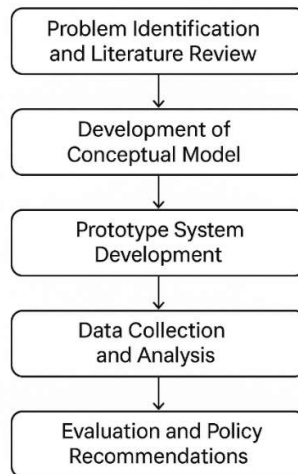 Problem Identification
and Literature Review
Development of
Conceptual Model
Prototype System
Development
Data Collection
and Analysis
Evaluation and Policy
Recommendations